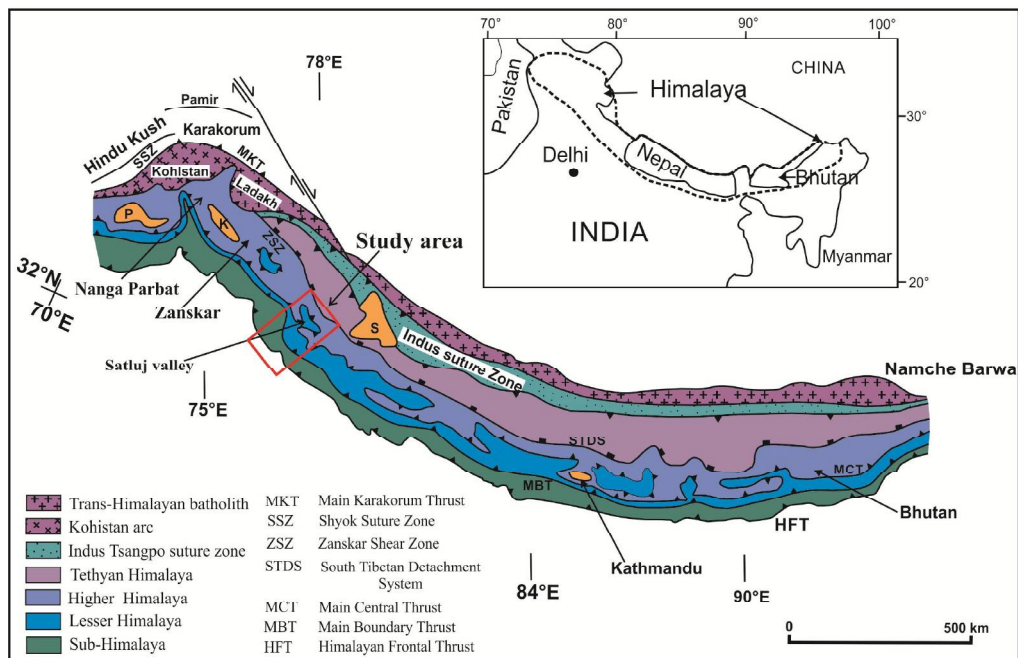 70°
80°
90°
100°
CHINA
Himalaya
Pakistan
30°
Delhi
Nepal
Bhutan
INDIA
Myanmar
20°
78°E
Pamir
Hindu Kush
Karakorum
SSZ
MKT
Kohlstan
Ladakh
P
K
ZSZ
Study area
32°N
70°E
Nanga Parbat
Zanskar
S
Indus suture Zone
Satluj valley
75°E
Namche Barwa
STDS
MBT
MCT
HFT
Bhutan
Kathmandu
84°E
90°E
Trans-Himalayan batholith
Kohistan arc
Indus Tsangpo suture zone
Tethyan Himalaya
Higher Himalaya
Lesser Himalaya
Sub-Himalaya
MKT Main Karakorum Thrust
SSZ Shyok Suture Zone
ZSZ Zanskar Shear Zone
STDS South Tibetan Detachment
System
MCT Main Central Thrust
MBT Main Boundary Thrust
HFT Himalayan Frontal Thrust
0 500 km